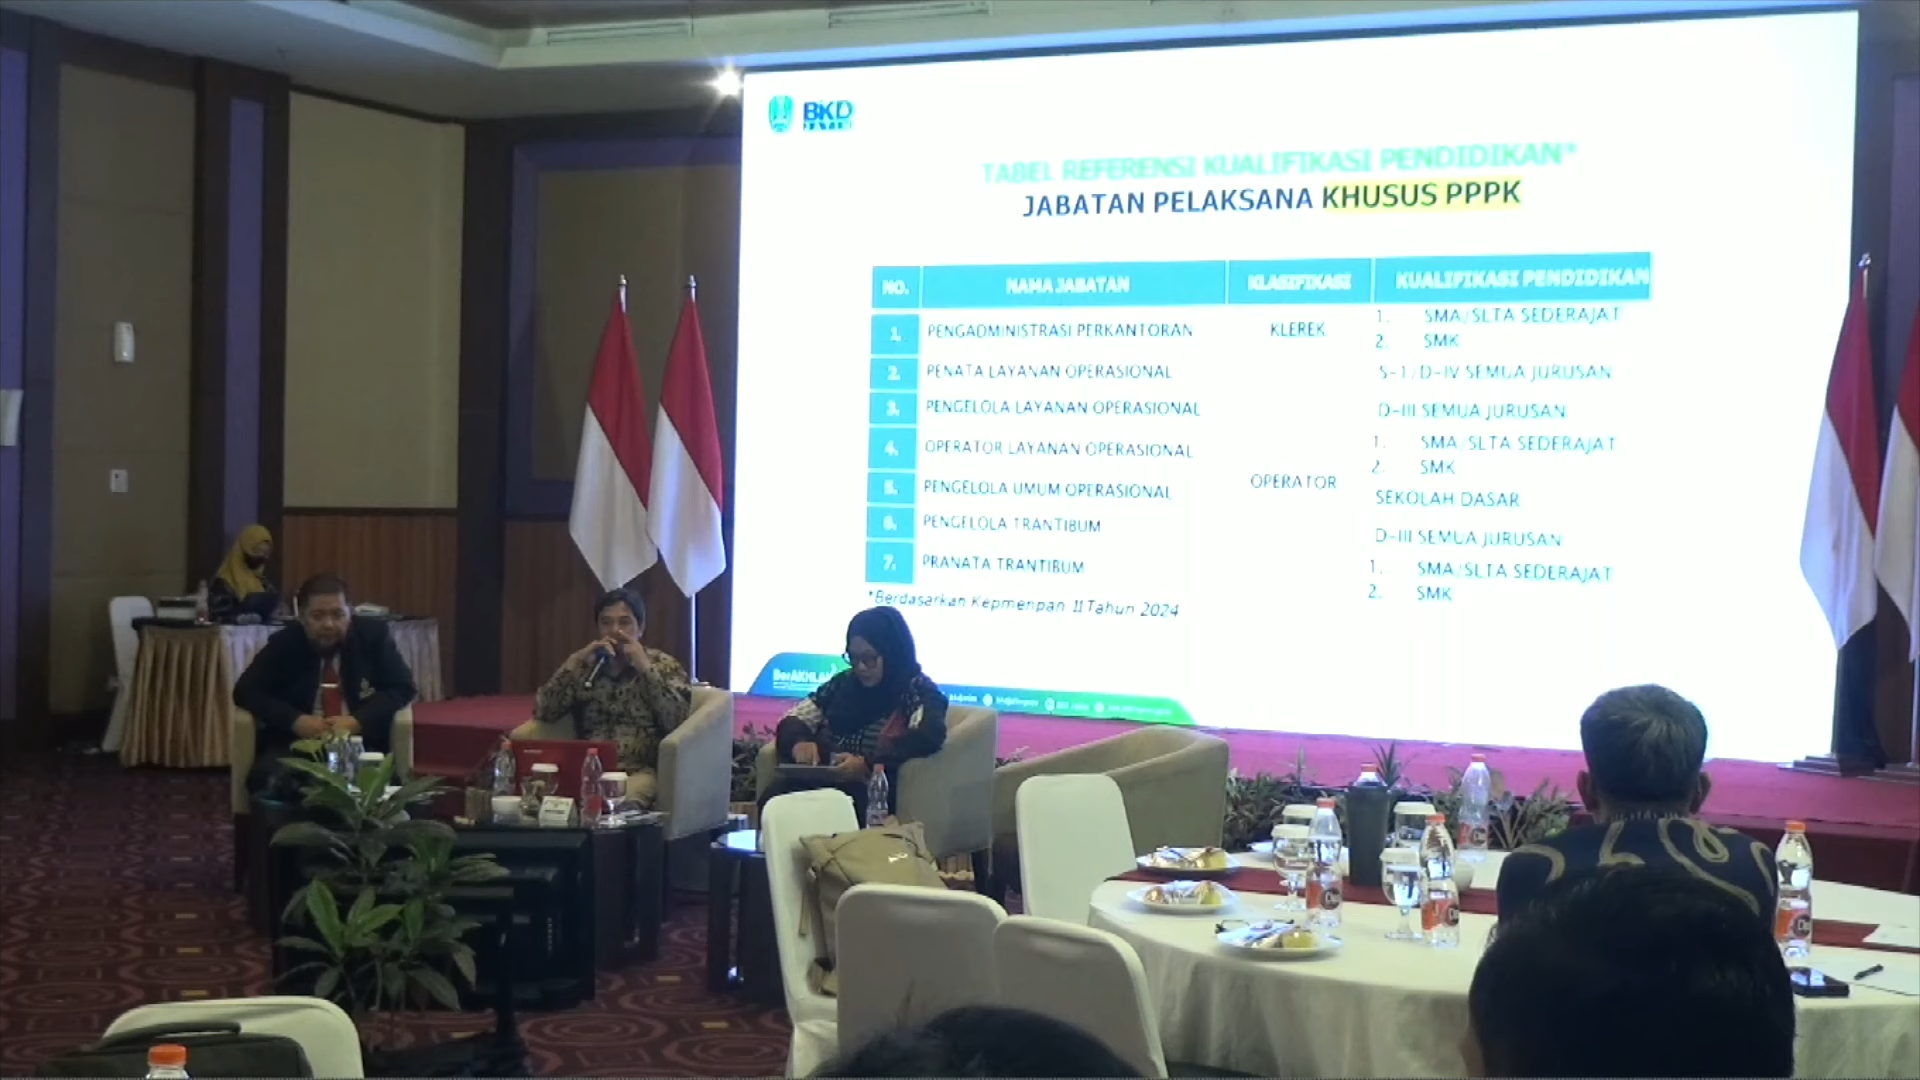 BKD
TABEL REFERENSI KUALIFIKASI PENDIDIKAN*
JABATAN PELAKSANA KHUSUS PPPK
NO. NAMA JABATAN KLASIFIKASI KUALIFIKASI PENDIDIKAN
1. PENGADMINISTRASI PERKANTORAN KLEREK 1. SMA/SLTA SEDERAJAT
2. SMK
2. PENATA LAYANAN OPERASIONAL S-1/D-IV SEMUA JURUSAN
3. PENGELOLA LAYANAN OPERASIONAL D-III SEMUA JURUSAN
4. OPERATOR LAYANAN OPERASIONAL 1. SMA/SLTA SEDERAJAT
2. SMK
OPERATOR
5. PENGELOLA UMUM OPERASIONAL SEKOLAH DASAR
6. PENGELOLA TRANTIBUM D-III SEMUA JURUSAN
7. PRANATA TRANTIBUM 1. SMA/SLTA SEDERAJAT
2. SMK
*Berdasarkan Kepmenpan 11 Tahun 2024